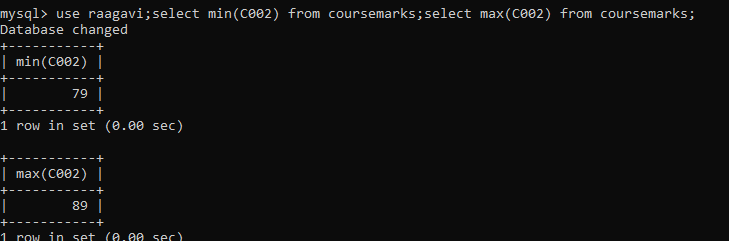 mysql> use raagavi;select min(C002) from coursemarks;select max(C002) from coursemarks;
Database changed
+-----------+
| min(C002) |
+-----------+
|        79 |
+-----------+
1 row in set (0.00 sec)

+-----------+
| max(C002) |
+-----------+
|        89 |
+-----------+
1 row in set (0.00 sec)